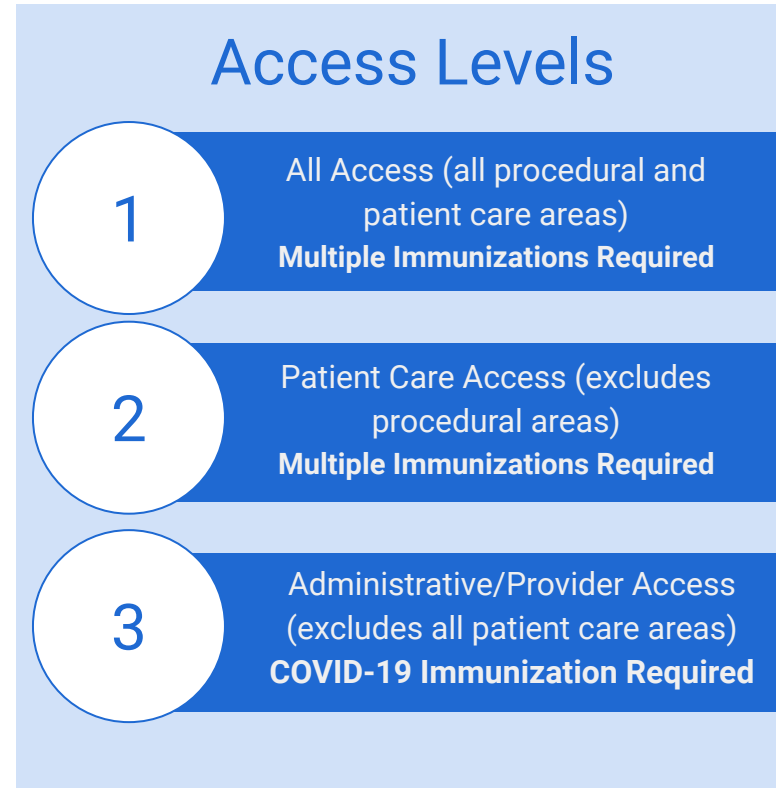 Access Levels
1
All Access (all procedural and
patient care areas)
Multiple Immunizations Required
2
Patient Care Access (excludes
procedural areas)
Multiple Immunizations Required
3
Administrative/Provider Access
(excludes all patient care areas)
COVID-19 Immunization Required